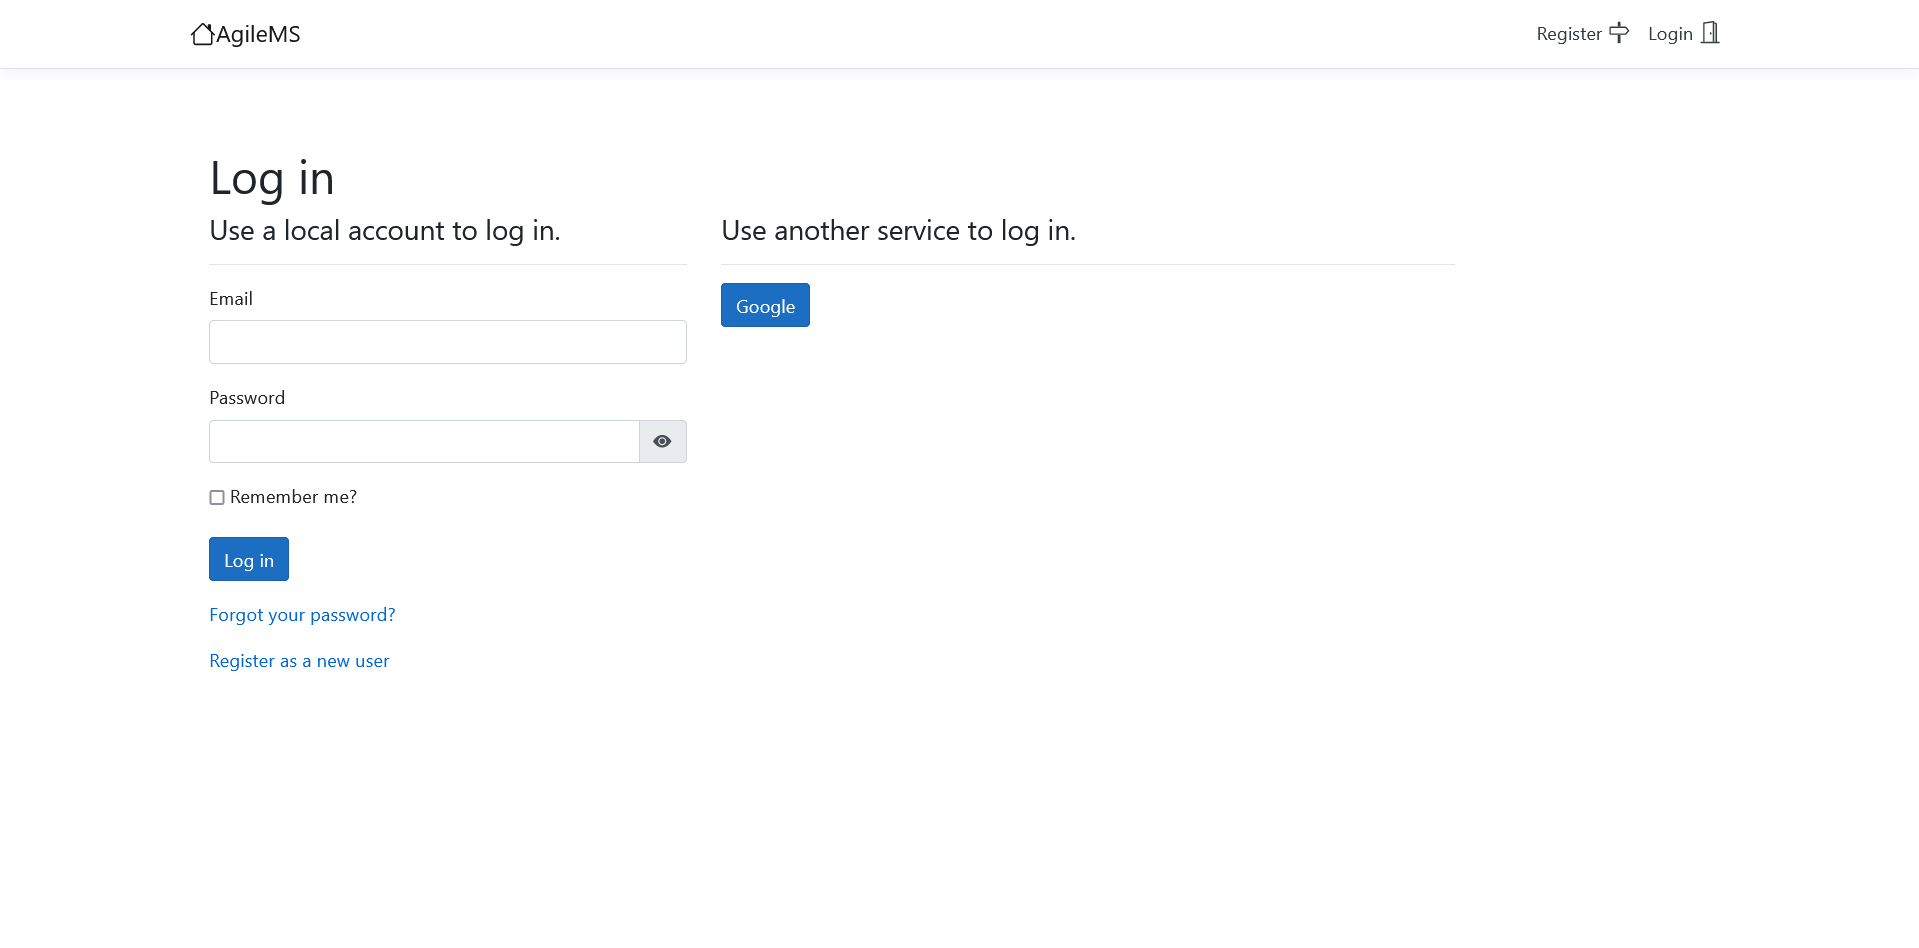 AgileMS
Register
Login
Log in
Use a local account to log in.
Email
Password
Remember me?
Log in
Forgot your password?
Register as a new user
Use another service to log in.
Google